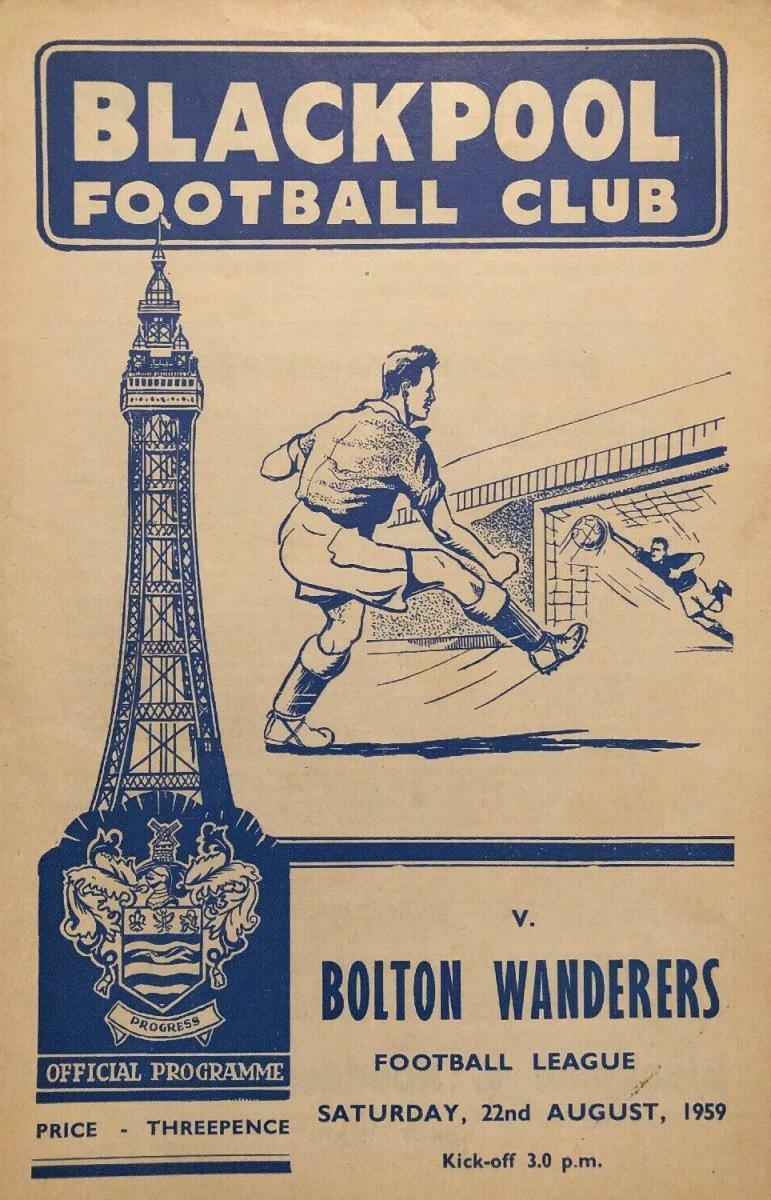 BLACKPOOL
FOOTBALL CLUB
PROGRESS
OFFICIAL PROGRAMME
PRICE - THREEPENCE
V.
BOLTON WANDERERS
FOOTBALL LEAGUE
SATURDAY, 22nd AUGUST, 1959
Kick-off 3.0 p.m.